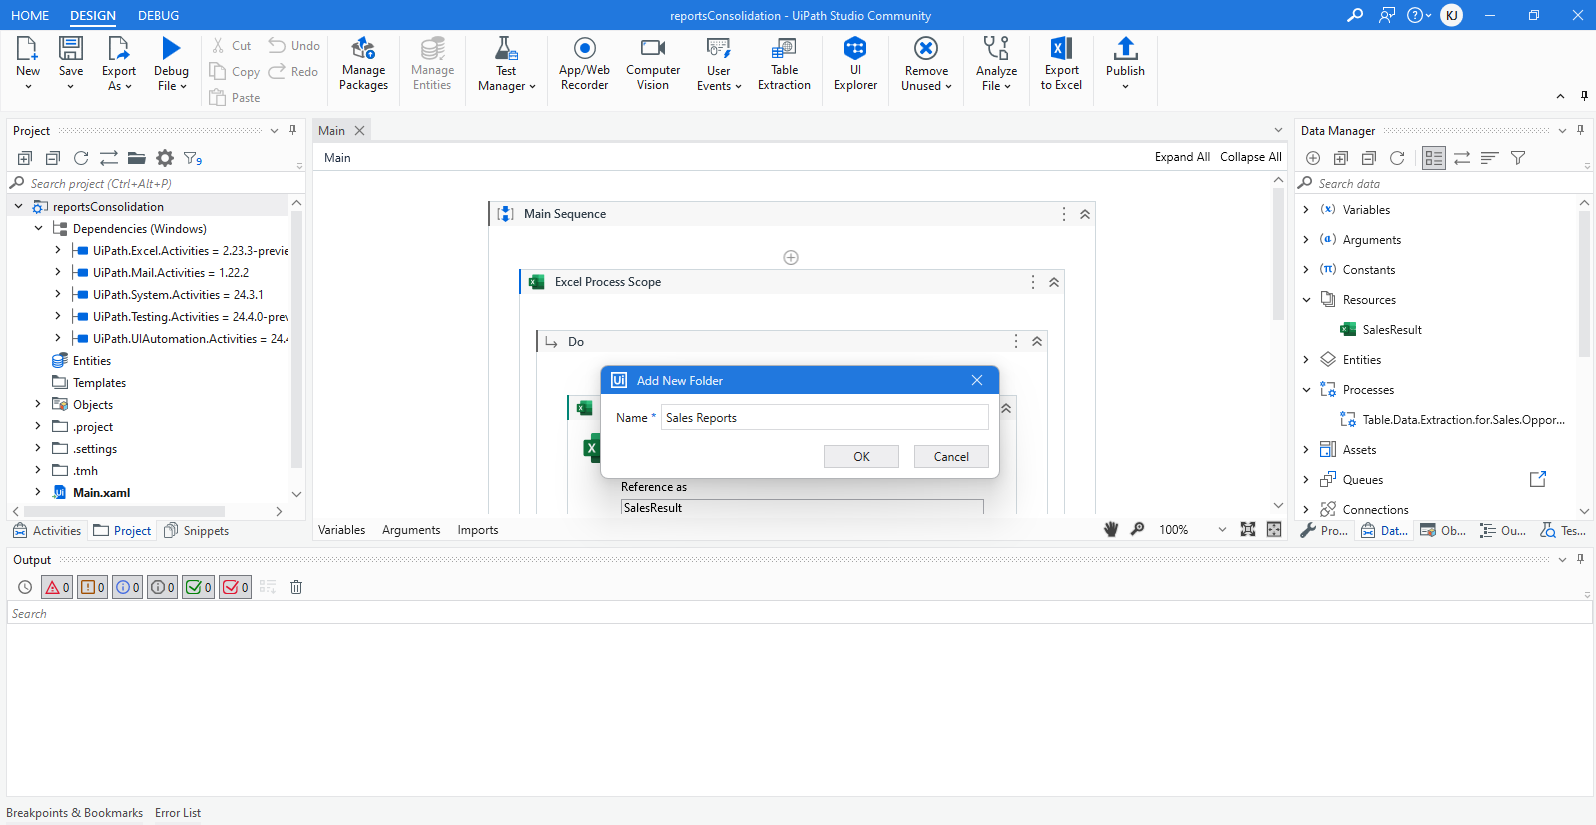 HOME DESIGN DEBUG
reportsConsolidation - UiPath Studio Community
KJ
New
Save
Export As
Debug File
Cut
Copy
Paste
Undo
Redo
Manage Packages
Manage Entities
Test Manager
App/Web Recorder
Computer Vision
User Events
Table Extraction
UI Explorer
Remove Unused
Analyze File
Export to Excel
Publish
Project
9
Search project (Ctrl+Alt+P)
reportsConsolidation
Dependencies (Windows)
UiPath.Excel.Activities = 2.23.3-previe
UiPath.Mail.Activities = 1.22.2
UiPath.System.Activities = 24.3.1
UiPath.Testing.Activities = 24.4.0-prev
UiPath.UIAutomation.Activities = 24.4
Entities
Templates
Objects
.project
.settings
.tmh
Main.xaml
Activities Project Snippets
Main
Main
Expand All Collapse All
Main Sequence
Excel Process Scope
Do
Ui Add New Folder
Name * Sales Reports
OK Cancel
Reference as
SalesResult
Variables Arguments Imports
100%
Data Manager
Search data
Variables
Arguments
Constants
Resources
SalesResult
Entities
Processes
Table.Data.Extraction.for.Sales.Oppor...
Assets
Queues
Connections
Pro... Dat... Ob... Ou... Tes...
Output
0 0 0 0 0 0
Search
Breakpoints & Bookmarks Error List